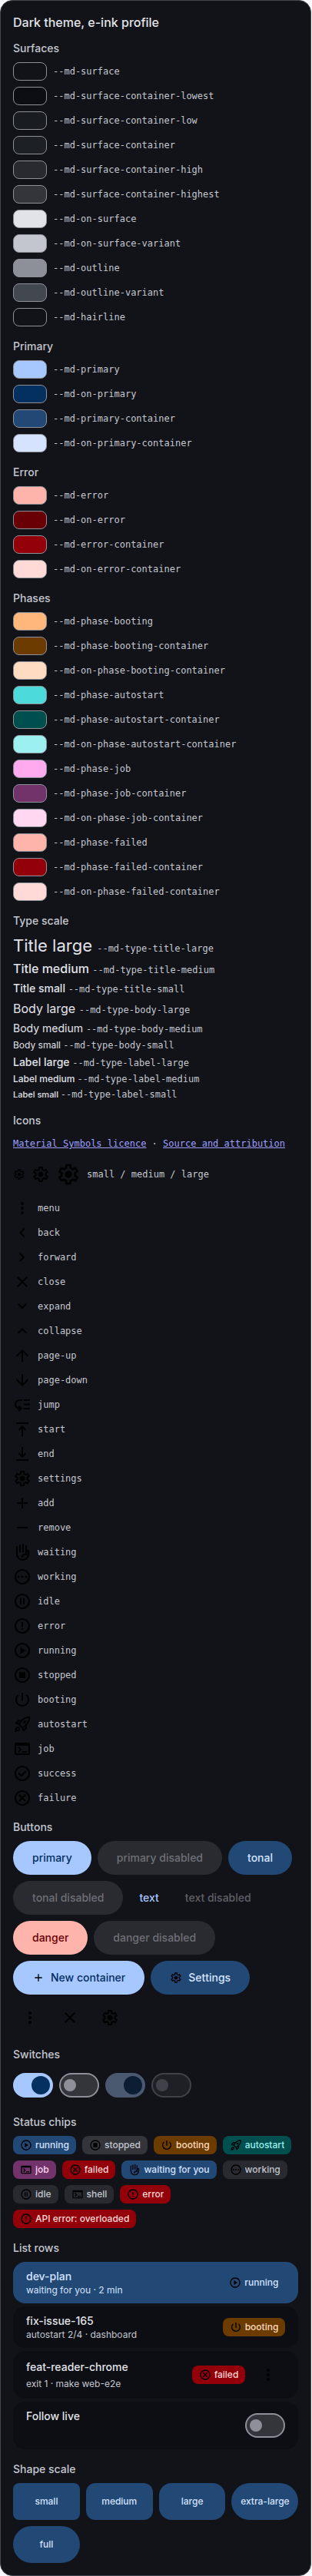 Dark theme, e-ink profile
Surfaces
--md-surface
--md-surface-container-lowest
--md-surface-container-low
--md-surface-container
--md-surface-container-high
--md-surface-container-highest
--md-on-surface
--md-on-surface-variant
--md-outline
--md-outline-variant
--md-hairline
Primary
--md-primary
--md-on-primary
--md-primary-container
--md-on-primary-container
Error
--md-error
--md-on-error
--md-error-container
--md-on-error-container
Phases
--md-phase-booting
--md-phase-booting-container
--md-on-phase-booting-container
--md-phase-autostart
--md-phase-autostart-container
--md-on-phase-autostart-container
--md-phase-job
--md-phase-job-container
--md-on-phase-job-container
--md-phase-failed
--md-phase-failed-container
--md-on-phase-failed-container
Type scale
Title large --md-type-title-large
Title medium --md-type-title-medium
Title small --md-type-title-small
Body large --md-type-body-large
Body medium --md-type-body-medium
Body small --md-type-body-small
Label large --md-type-label-large
Label medium --md-type-label-medium
Label small --md-type-label-small
Icons
Material Symbols licence · Source and attribution
small / medium / large
menu
back
forward
close
expand
collapse
page-up
page-down
jump
start
end
settings
add
remove
waiting
working
idle
error
running
stopped
booting
autostart
job
success
failure
Buttons
primary primary disabled tonal
tonal disabled text text disabled
danger danger disabled
New container Settings
Switches
Status chips
running stopped booting autostart
job failed waiting for you working
idle shell error
API error: overloaded
List rows
dev-plan
waiting for you · 2 min
running
fix-issue-165
autostart 2/4 · dashboard
booting
feat-reader-chrome
exit 1 · make web-e2e
failed
Follow live
Shape scale
small medium large extra-large
full